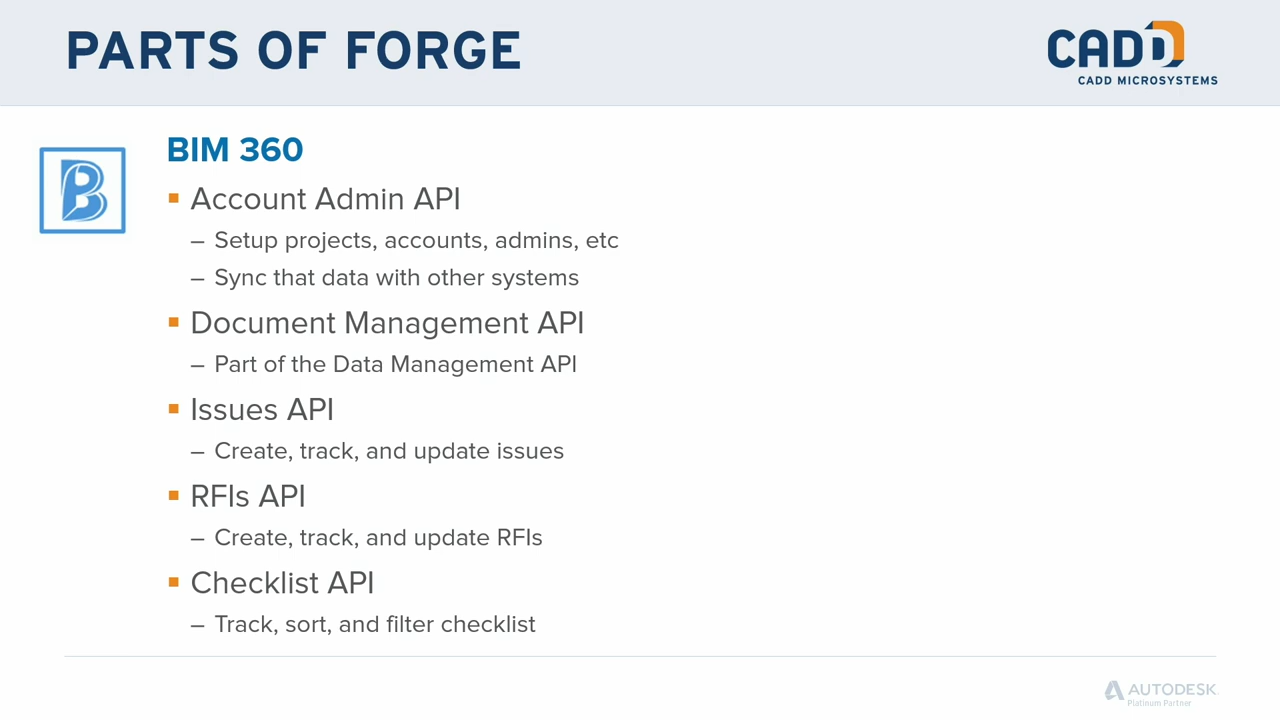 PARTS OF FORGE
CADD
CADD MICROSYSTEMS
BIM 360
▪ Account Admin API
– Setup projects, accounts, admins, etc
– Sync that data with other systems
▪ Document Management API
– Part of the Data Management API
▪ Issues API
– Create, track, and update issues
▪ RFIs API
– Create, track, and update RFIs
▪ Checklist API
– Track, sort, and filter checklist
AUTODESK.
Platinum Partner